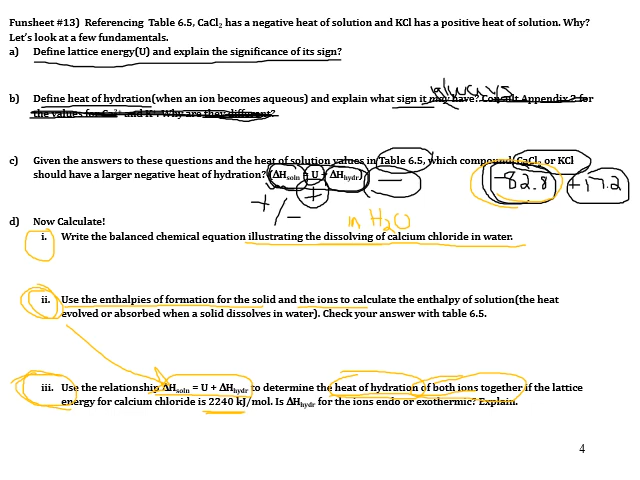 Funsheet #13) Referencing Table 6.5, CaCl₂ has a negative heat of solution and KCl has a positive heat of solution. Why?
Let's look at a few fundamentals.
a) Define lattice energy(U) and explain the significance of its sign?
always
b) Define heat of hydration(when an ion becomes aqueous) and explain what sign it may have? Consult Appendix 2 for
the values for Ca²⁺ and K⁺. Why are they different?
c) Given the answers to these questions and the heat of solution values in Table 6.5, which compound CaCl₂ or KCl
should have a larger negative heat of hydration? (ΔHsoln = U + ΔHhydr) −
-82.8 +17.2
+/- +
in H₂O
d) Now Calculate!
i. Write the balanced chemical equation illustrating the dissolving of calcium chloride in water.
ii. Use the enthalpies of formation for the solid and the ions to calculate the enthalpy of solution(the heat
evolved or absorbed when a solid dissolves in water). Check your answer with table 6.5.
iii. Use the relationship ΔHsoln = U + ΔHhydr to determine the heat of hydration of both ions together if the lattice
energy for calcium chloride is 2240 kJ/mol. Is ΔHhydr for the ions endo or exothermic? Explain.
4